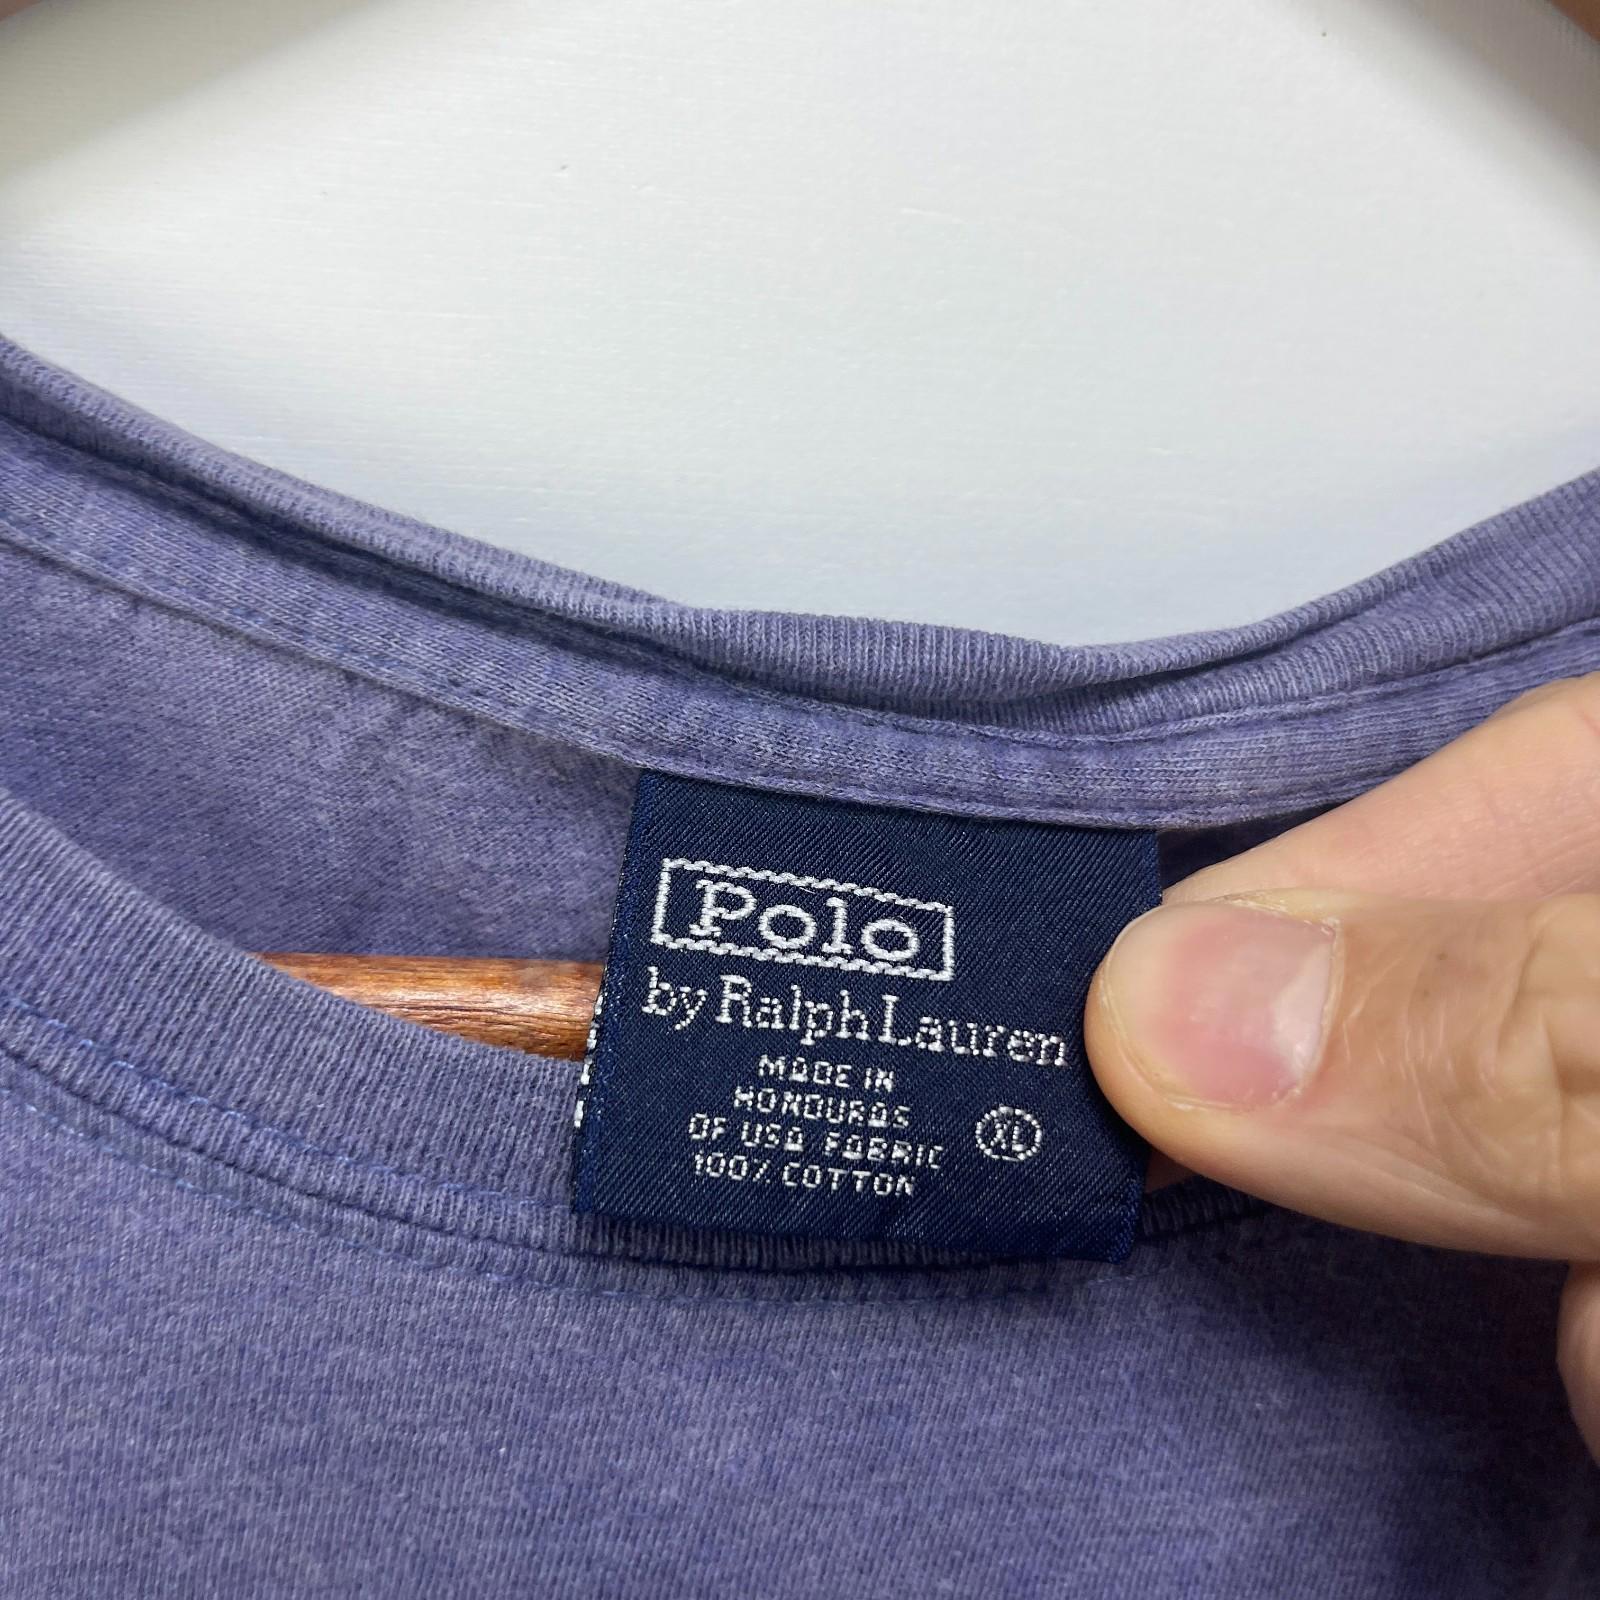 Polo
by Ralph Lauren
MADE IN
HONDURAS
OF USA FABRIC
100% COTTON
XL